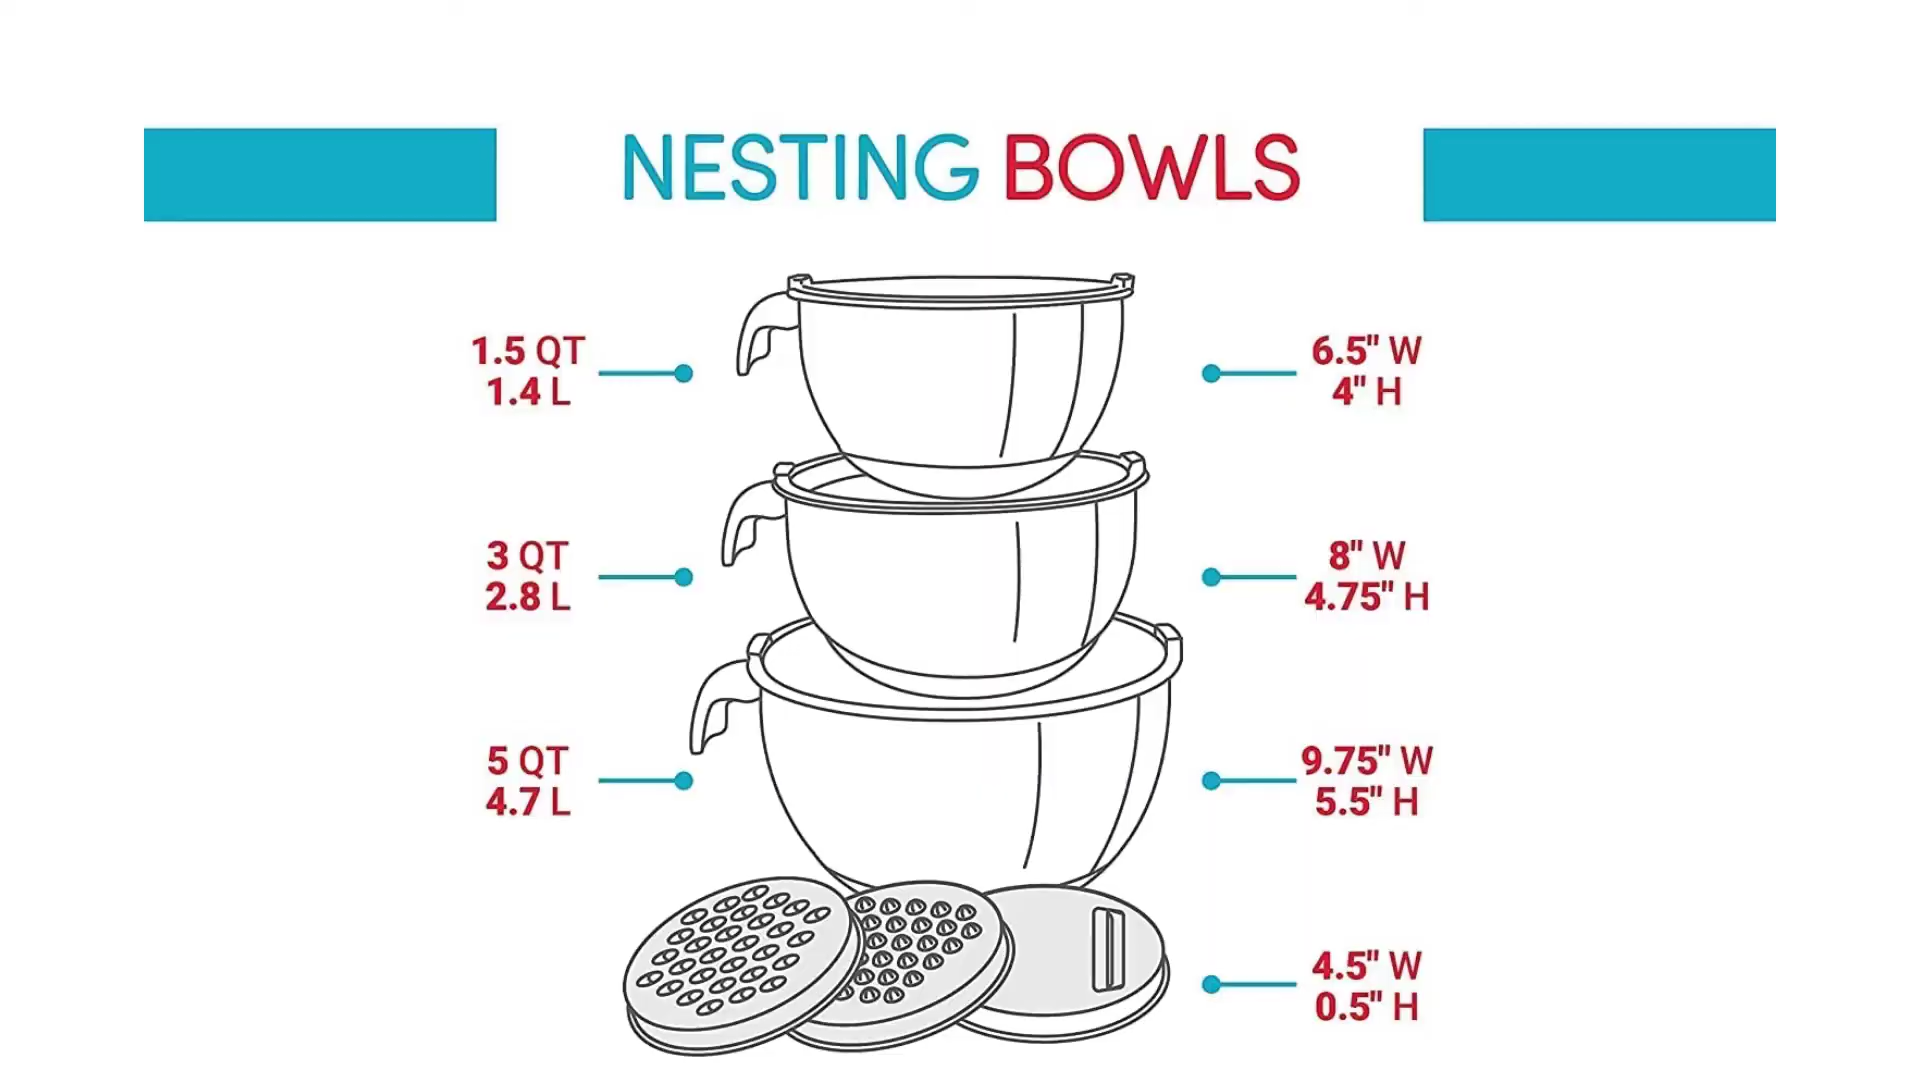 NESTING BOWLS
1.5 QT
1.4 L
6.5" W
4" H
3 QT
2.8 L
8" W
4.75" H
5 QT
4.7 L
9.75" W
5.5" H
4.5" W
0.5" H